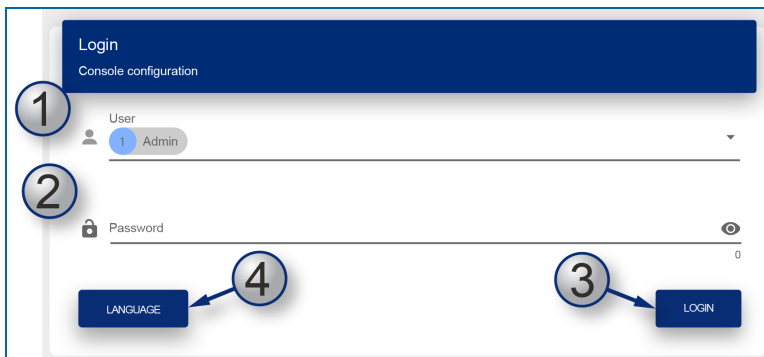 Login
Console configuration
1
User
1 Admin
2
Password
0
4
3
LANGUAGE
LOGIN